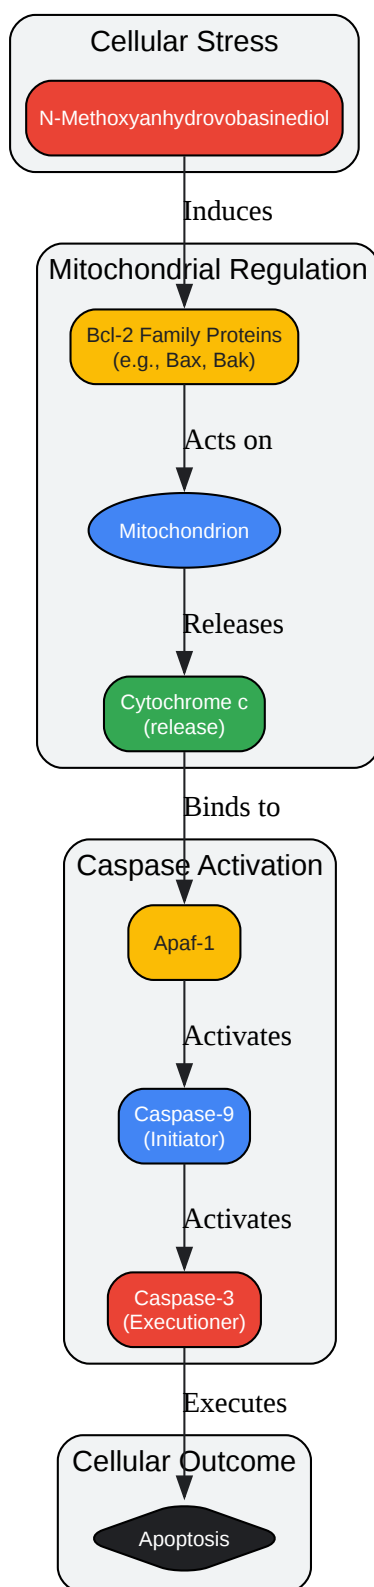 Cellular Stress
N-Methoxyanhydrovobasinediol
Induces
Mitochondrial Regulation
Bcl-2 Family Proteins
(e.g., Bax, Bak)
Acts on
Mitochondrion
Releases
Cytochrome c
(release)
Binds to
Caspase Activation
Apaf-1
Activates
Caspase-9
(Initiator)
Activates
Caspase-3
(Executioner)
Executes
Cellular Outcome
Apoptosis